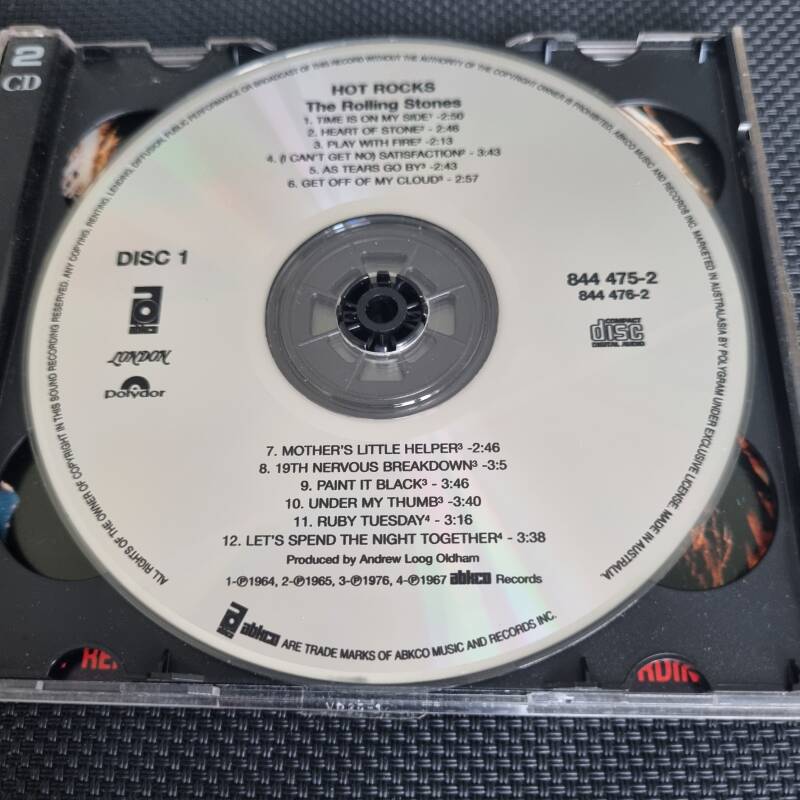 2
CD
ALL RIGHTS OF THE OWNER OF COPYRIGHT IN THIS SOUND RECORDING RESERVED. ANY COPYING, RENTING, LENDING, DIFFUSION, PUBLIC PERFORMANCE OR BROADCAST OF THIS RECORD WITHOUT THE AUTHORITY OF THE COPYRIGHT OWNER IS PROHIBITED. ABKCO MUSIC AND RECORDS INC. MARKETED IN AUSTRALASIA BY POLYGRAM UNDER EXCLUSIVE LICENSE. MADE IN AUSTRALIA.
HOT ROCKS
The Rolling Stones
1. TIME IS ON MY SIDE¹ -2:50
2. HEART OF STONE² - 2:46
3. PLAY WITH FIRE² - 2:13
4. (I CAN'T GET NO) SATISFACTION² - 3:43
5. AS TEARS GO BY³ -2:43
6. GET OFF OF MY CLOUD³ - 2:57
DISC 1
844 475-2
844 476-2
abkco
LONDON
polydor
COMPACT
disc
DIGITAL AUDIO
7. MOTHER'S LITTLE HELPER³ -2:46
8. 19TH NERVOUS BREAKDOWN³ -3:5
9. PAINT IT BLACK³ - 3:46
10. UNDER MY THUMB³ -3:40
11. RUBY TUESDAY⁴ - 3:16
12. LET'S SPEND THE NIGHT TOGETHER⁴ - 3:38
Produced by Andrew Loog Oldham
1-℗1964, 2-℗1965, 3-℗1976, 4-℗1967 abkco Records
abkco abkco ARE TRADE MARKS OF ABKCO MUSIC AND RECORDS INC.